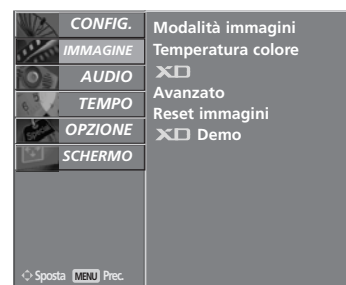 CONFIG.
IMMAGINE
AUDIO
TEMPO
OPZIONE
SCHERMO
Modalità immagini
Temperatura colore
XD
Avanzato
Reset immagini
XD Demo
Sposta MENU Prec.